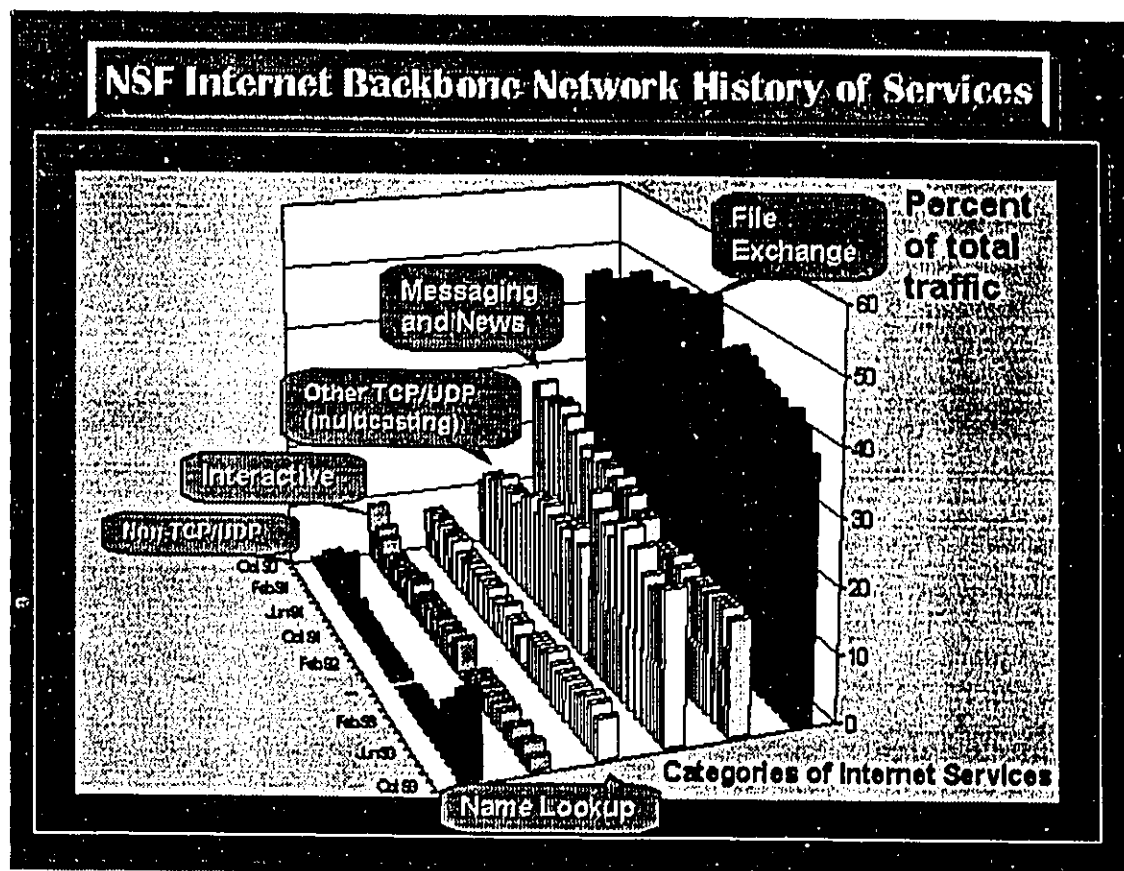 NSF Internet Backbone Network History of Services
File
Exchange
Percent
of total
traffic
Messaging
and News
Other TCP/UDP
(multicasting)
Interactive
Non-TCP/UDP
60
50
40
30
20
10
0
Oct 90
Feb 91
Jun 91
Oct 91
Feb 92
Feb 93
Jun 93
Oct 93
Categories of Internet Services
Name Lookup